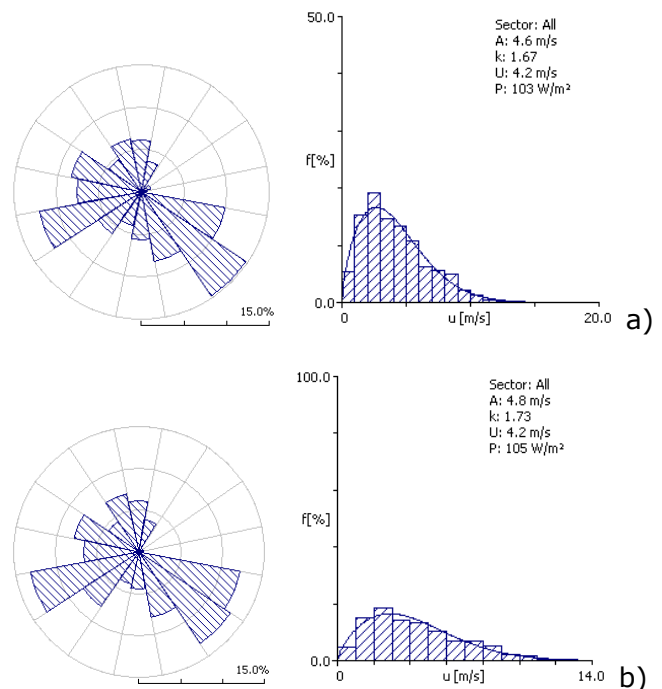 50.0
Sector: All
A: 4.6 m/s
k: 1.67
U: 4.2 m/s
P: 103 W/m²
f[%]
15.0%
0.0
0
u [m/s]
20.0
a)
100.0
Sector: All
A: 4.8 m/s
k: 1.73
U: 4.2 m/s
P: 105 W/m²
f[%]
15.0%
0.0
0
u [m/s]
14.0
b)